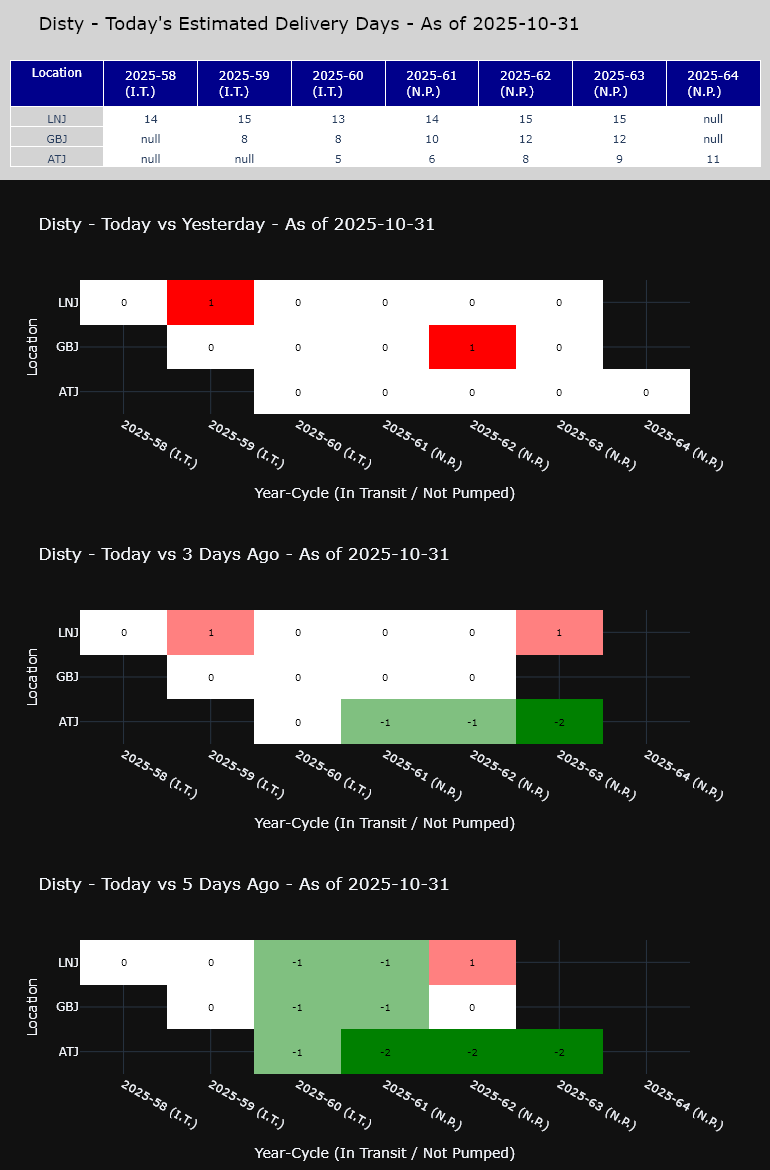 Disty - Today's Estimated Delivery Days - As of 2025-10-31
Location 2025-58 (I.T.) 2025-59 (I.T.) 2025-60 (I.T.) 2025-61 (N.P.) 2025-62 (N.P.) 2025-63 (N.P.) 2025-64 (N.P.)
LNJ 14 15 13 14 15 15 null
GBJ null 8 8 10 12 12 null
ATJ null null 5 6 8 9 11
Disty - Today vs Yesterday - As of 2025-10-31
Location
LNJ 0 1 0 0 0 0
GBJ 0 0 0 1 0
ATJ 0 0 0 0 0
2025-58 (I.T.) 2025-59 (I.T.) 2025-60 (I.T.) 2025-61 (N.P.) 2025-62 (N.P.) 2025-63 (N.P.) 2025-64 (N.P.)
Year-Cycle (In Transit / Not Pumped)
Disty - Today vs 3 Days Ago - As of 2025-10-31
Location
LNJ 0 1 0 0 0 1
GBJ 0 0 0 0
ATJ 0 -1 -1 -2
2025-58 (I.T.) 2025-59 (I.T.) 2025-60 (I.T.) 2025-61 (N.P.) 2025-62 (N.P.) 2025-63 (N.P.) 2025-64 (N.P.)
Year-Cycle (In Transit / Not Pumped)
Disty - Today vs 5 Days Ago - As of 2025-10-31
Location
LNJ 0 0 -1 -1 1
GBJ 0 -1 -1 0
ATJ -1 -2 -2 -2
2025-58 (I.T.) 2025-59 (I.T.) 2025-60 (I.T.) 2025-61 (N.P.) 2025-62 (N.P.) 2025-63 (N.P.) 2025-64 (N.P.)
Year-Cycle (In Transit / Not Pumped)